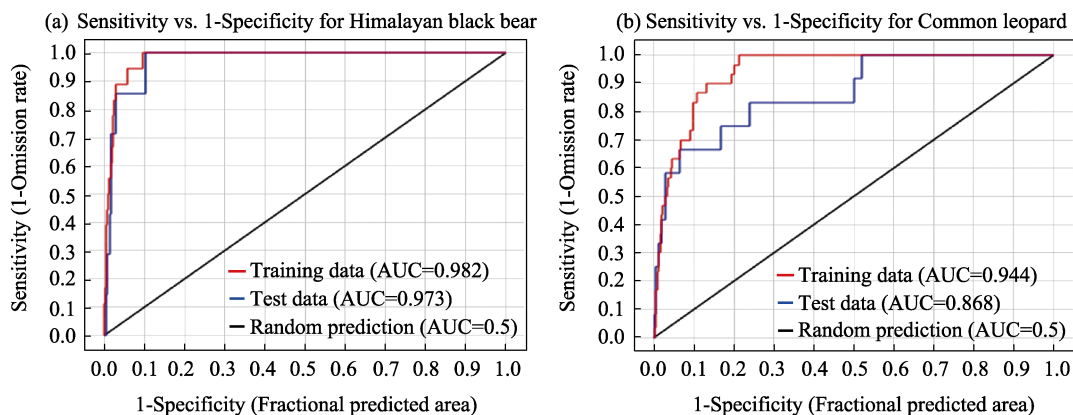 (a) Sensitivity vs. 1-Specificity for Himalayan black bear
1.0
0.9
0.8
0.7
0.6
0.5
0.4
0.3
0.2
0.1
0.0
Sensitivity (1-Omission rate)
Training data (AUC=0.982)
Test data (AUC=0.973)
Random prediction (AUC=0.5)
0.0 0.1 0.2 0.3 0.4 0.5 0.6 0.7 0.8 0.9 1.0
1-Specificity (Fractional predicted area)
(b) Sensitivity vs. 1-Specificity for Common leopard
1.0
0.9
0.8
0.7
0.6
0.5
0.4
0.3
0.2
0.1
0.0
Sensitivity (1-Omission rate)
Training data (AUC=0.944)
Test data (AUC=0.868)
Random prediction (AUC=0.5)
0.0 0.1 0.2 0.3 0.4 0.5 0.6 0.7 0.8 0.9 1.0
1-Specificity (Fractional predicted area)